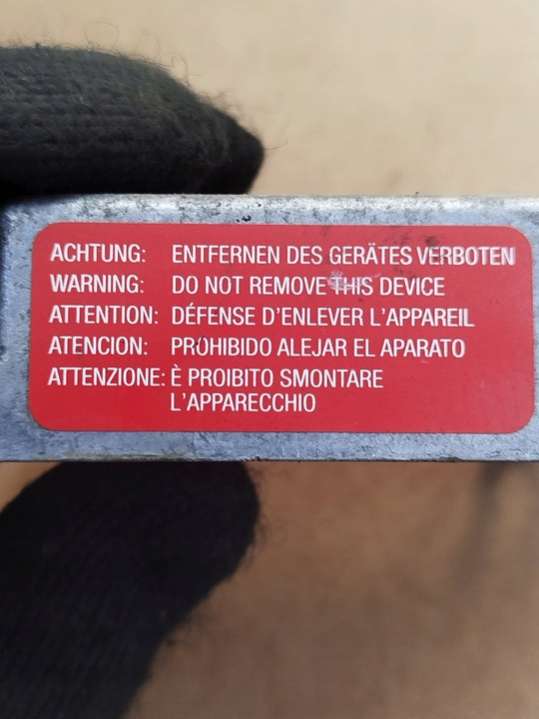 ACHTUNG: ENTFERNEN DES GERÄTES VERBOTEN
WARNING: DO NOT REMOVE THIS DEVICE
ATTENTION: DÉFENSE D'ENLEVER L'APPAREIL
ATENCION: PROHIBIDO ALEJAR EL APARATO
ATTENZIONE: È PROIBITO SMONTARE
L'APPARECCHIO